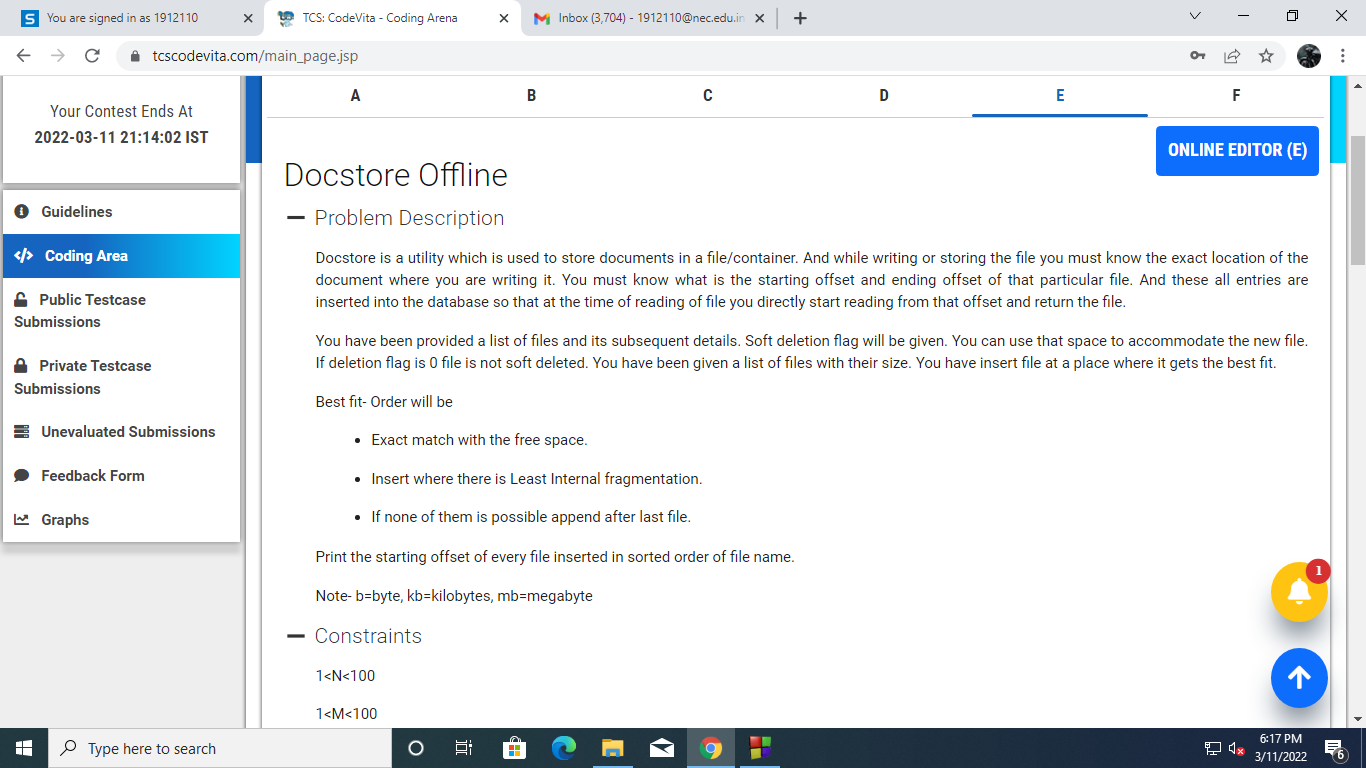 You are signed in as 1912110
TCS: CodeVita - Coding Arena
Inbox (3,704) - 1912110@nec.edu.in
tcscodevita.com/main_page.jsp
Your Contest Ends At
2022-03-11 21:14:02 IST
Guidelines
Coding Area
Public Testcase
Submissions
Private Testcase
Submissions
Unevaluated Submissions
Feedback Form
Graphs
A B C D E F
ONLINE EDITOR (E)
Docstore Offline
Problem Description
Docstore is a utility which is used to store documents in a file/container. And while writing or storing the file you must know the exact location of the
document where you are writing it. You must know what is the starting offset and ending offset of that particular file. And these all entries are
inserted into the database so that at the time of reading of file you directly start reading from that offset and return the file.
You have been provided a list of files and its subsequent details. Soft deletion flag will be given. You can use that space to accommodate the new file.
If deletion flag is 0 file is not soft deleted. You have been given a list of files with their size. You have insert file at a place where it gets the best fit.
Best fit- Order will be
• Exact match with the free space.
• Insert where there is Least Internal fragmentation.
• If none of them is possible append after last file.
Print the starting offset of every file inserted in sorted order of file name.
Note- b=byte, kb=kilobytes, mb=megabyte
Constraints
1<N<100
1<M<100
1
Type here to search
6:17 PM
3/11/2022
6